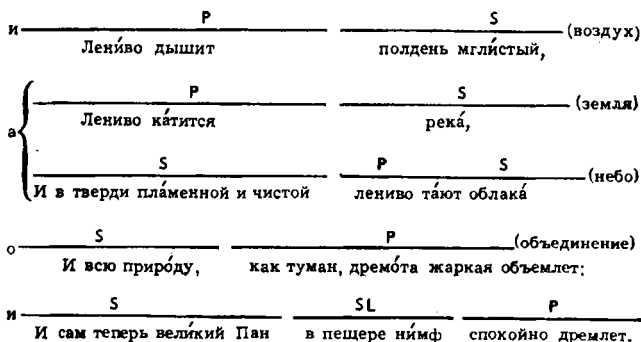 P S
и (воздух)
Лени́во дышит полдень мгли́стый,
P S
(земля)
Лениво ка́тится река́,
а
S P S
(небо)
И в тверди пла́менной и чистой лениво та́ют облака́
S P
о (объединение)
И всю приро́ду, как туман, дремо́та жаркая объемлет:
S SL P
и
И сам теперь вели́кий Пан в пещере ни́мф спокойно дремлет.